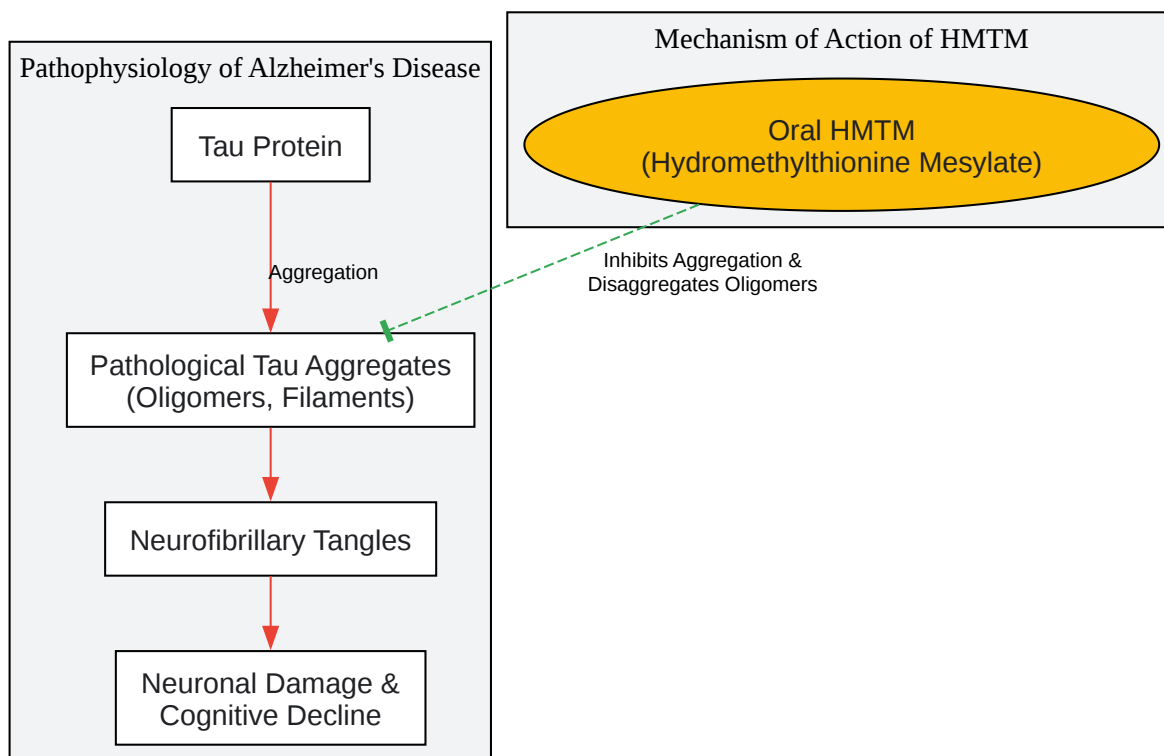 Mechanism of Action of HMTM
Oral HMTM
(Hydromethylthionine Mesylate)
Pathophysiology of Alzheimer's Disease
Tau Protein
Aggregation
Inhibits Aggregation &
Disaggregates Oligomers
Pathological Tau Aggregates
(Oligomers, Filaments)
Neurofibrillary Tangles
Neuronal Damage &
Cognitive Decline